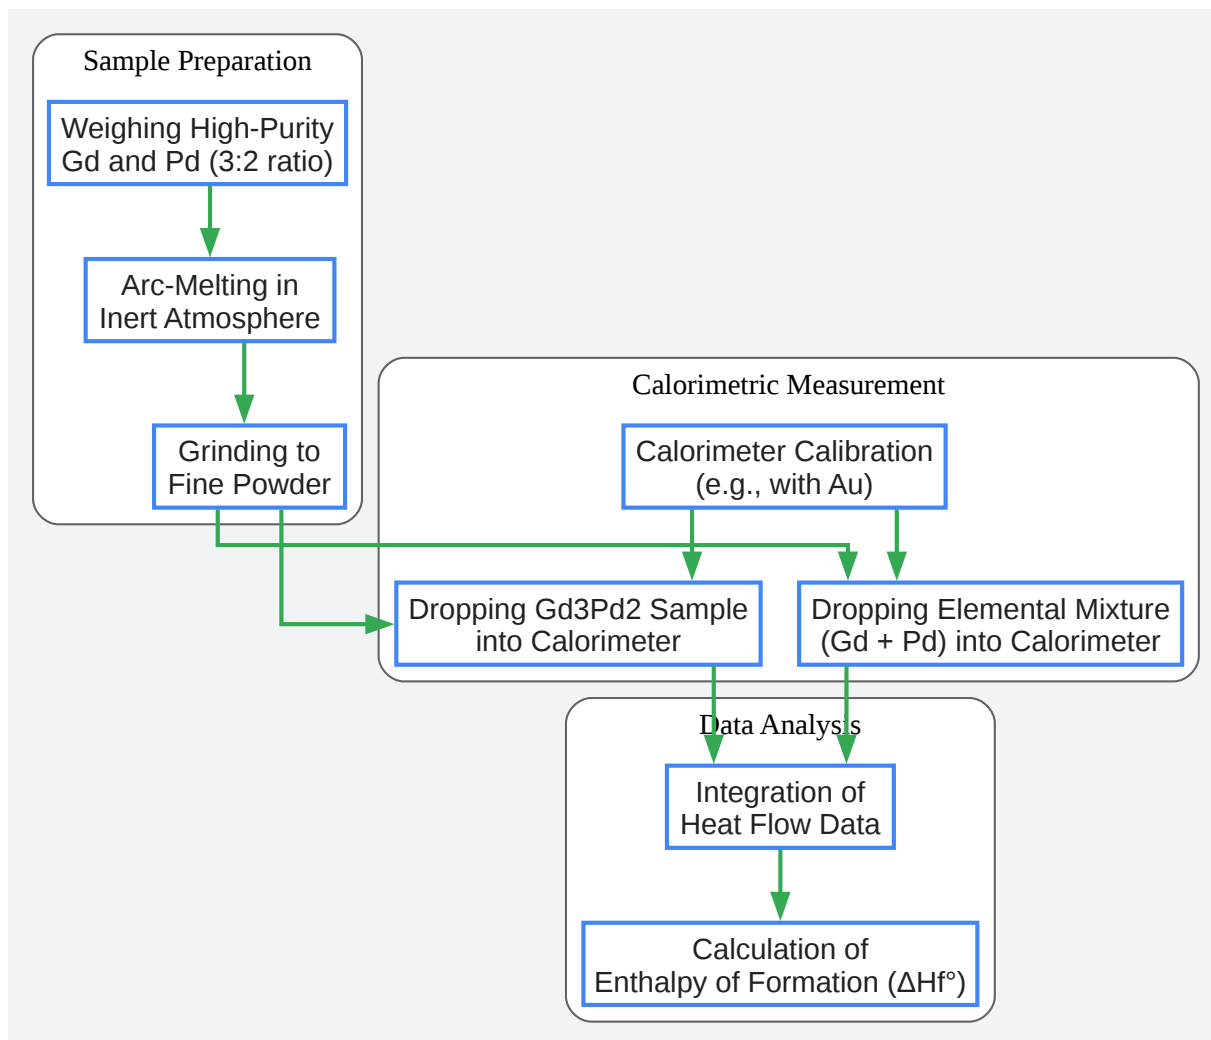 Sample Preparation
Weighing High-Purity
Gd and Pd (3:2 ratio)
Arc-Melting in
Inert Atmosphere
Grinding to
Fine Powder
Calorimetric Measurement
Calorimeter Calibration
(e.g., with Au)
Dropping Gd3Pd2 Sample
into Calorimeter
Dropping Elemental Mixture
(Gd + Pd) into Calorimeter
Data Analysis
Integration of
Heat Flow Data
Calculation of
Enthalpy of Formation (ΔHf°)